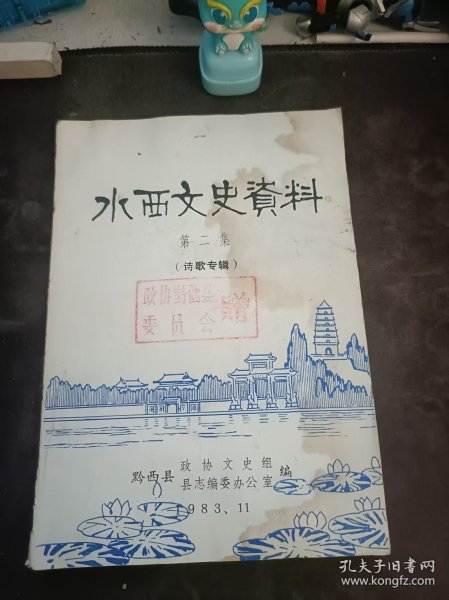 水西文史資料
第二集
(诗歌专辑)
政协黔西县
委员会
赠
黔西县 政协文史组 编
县志编委办公室
1983、11
孔夫子旧书网
www.kongfz.com